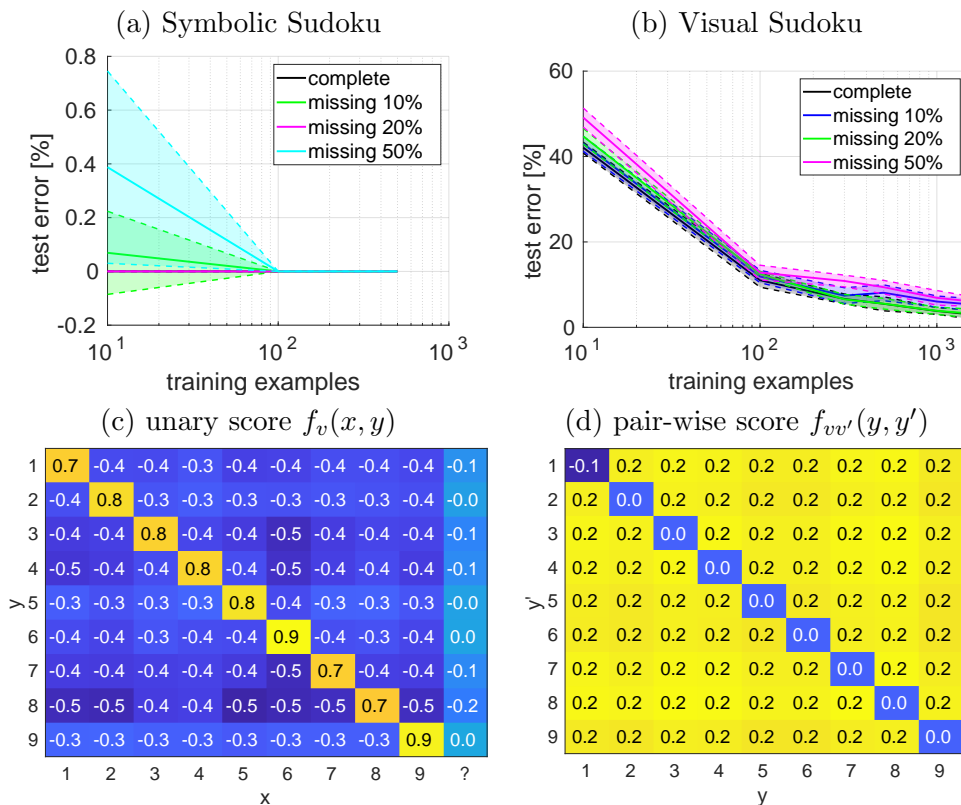 (a) Symbolic Sudoku
0.8
0.6
0.4
0.2
0
-0.2
test error [%]
complete
missing 10%
missing 20%
missing 50%
10^1 10^2 10^3
training examples
(b) Visual Sudoku
60
40
20
0
test error [%]
complete
missing 10%
missing 20%
missing 50%
10^1 10^2 10^3
training examples
(c) unary score f_v(x, y)
1 0.7 -0.4 -0.4 -0.3 -0.4 -0.4 -0.4 -0.4 -0.4 -0.1
2 -0.4 0.8 -0.3 -0.3 -0.3 -0.3 -0.3 -0.4 -0.3 -0.0
3 -0.4 -0.4 0.8 -0.4 -0.4 -0.5 -0.4 -0.4 -0.4 -0.1
4 -0.5 -0.4 -0.4 0.8 -0.4 -0.5 -0.4 -0.4 -0.4 -0.1
5 -0.3 -0.3 -0.3 -0.3 0.8 -0.4 -0.3 -0.3 -0.3 -0.0
6 -0.4 -0.4 -0.3 -0.4 -0.4 0.9 -0.4 -0.3 -0.4 0.0
7 -0.4 -0.4 -0.4 -0.4 -0.4 -0.5 0.7 -0.4 -0.4 -0.1
8 -0.5 -0.5 -0.4 -0.4 -0.5 -0.5 -0.5 0.7 -0.5 -0.2
9 -0.3 -0.3 -0.3 -0.3 -0.3 -0.3 -0.3 -0.3 0.9 0.0
y
1 2 3 4 5 6 7 8 9 ?
x
(d) pair-wise score f_vv'(y, y')
1 -0.1 0.2 0.2 0.2 0.2 0.2 0.2 0.2 0.2
2 0.2 0.0 0.2 0.2 0.2 0.2 0.2 0.2 0.2
3 0.2 0.2 0.0 0.2 0.2 0.2 0.2 0.2 0.2
4 0.2 0.2 0.2 0.0 0.2 0.2 0.2 0.2 0.2
5 0.2 0.2 0.2 0.2 0.0 0.2 0.2 0.2 0.2
6 0.2 0.2 0.2 0.2 0.2 0.0 0.2 0.2 0.2
7 0.2 0.2 0.2 0.2 0.2 0.2 0.0 0.2 0.2
8 0.2 0.2 0.2 0.2 0.2 0.2 0.2 0.0 0.2
9 0.2 0.2 0.2 0.2 0.2 0.2 0.2 0.2 0.0
y'
1 2 3 4 5 6 7 8 9
y